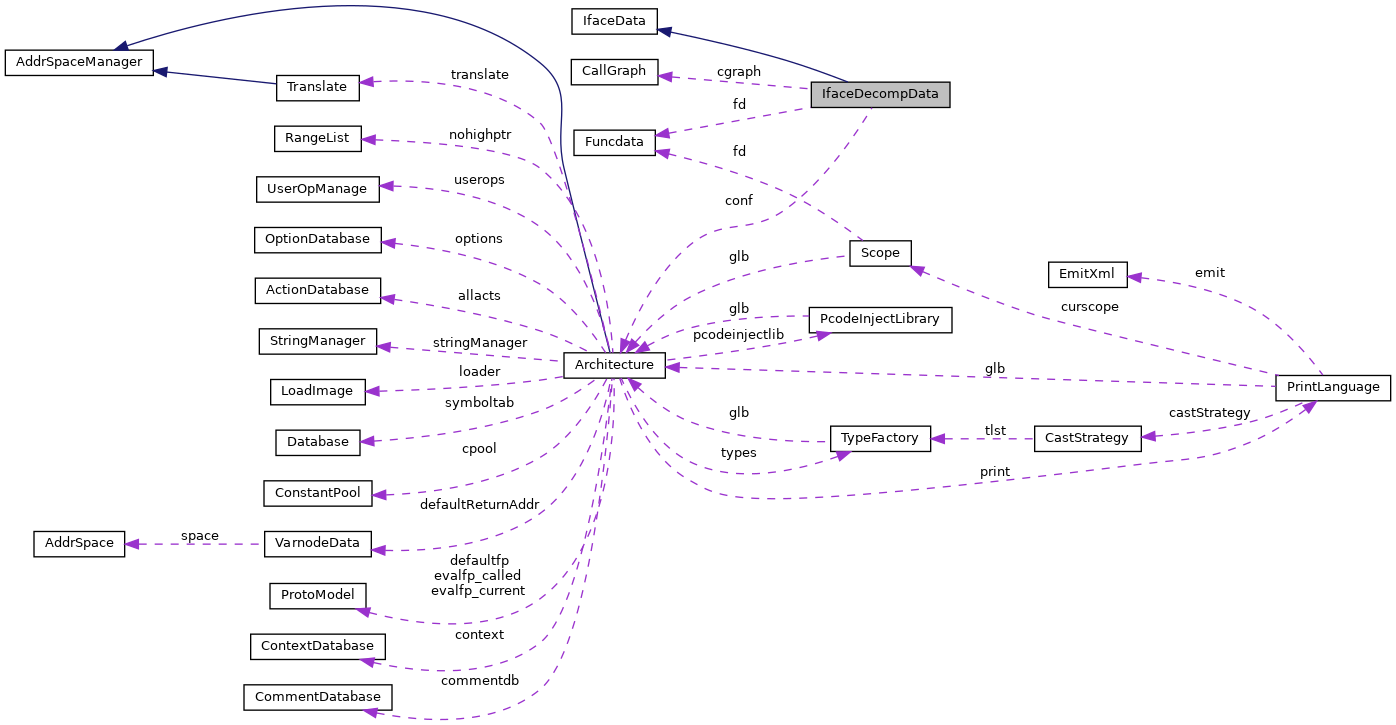 IfaceData
AddrSpaceManager
CallGraph
cgraph
translate
Translate
IfaceDecompData
fd
RangeList
nohighptr
Funcdata
fd
userops
UserOpManage
conf
OptionDatabase
options
Scope
glb
EmitXml
emit
ActionDatabase
allacts
glb
curscope
PcodeInjectLibrary
pcodeinjectlib
StringManager
stringManager
Architecture
glb
loader
LoadImage
PrintLanguage
symboltab
glb
castStrategy
Database
cpool
TypeFactory
tlst
CastStrategy
types
print
ConstantPool
defaultReturnAddr
AddrSpace
space
VarnodeData
defaultfp
evalfp_called
evalfp_current
ProtoModel
context
ContextDatabase
commentdb
CommentDatabase